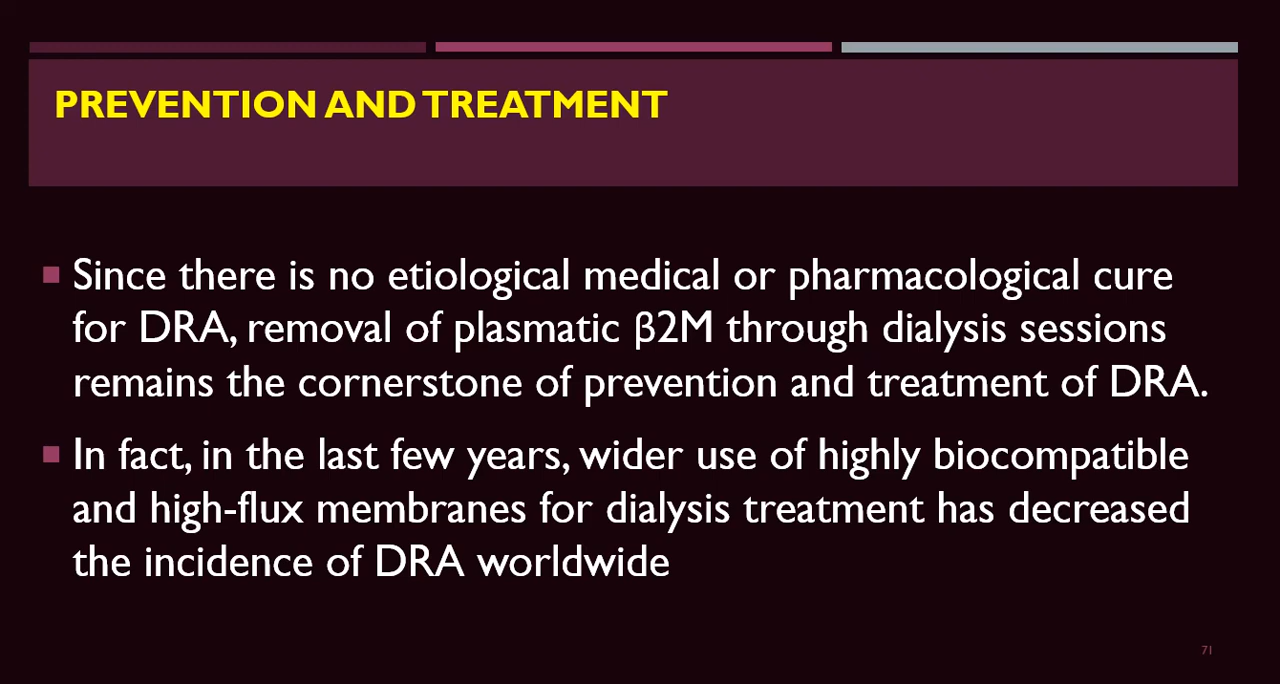 PREVENTION AND TREATMENT
Since there is no etiological medical or pharmacological cure
for DRA, removal of plasmatic β2M through dialysis sessions
remains the cornerstone of prevention and treatment of DRA.
In fact, in the last few years, wider use of highly biocompatible
and high-flux membranes for dialysis treatment has decreased
the incidence of DRA worldwide
71